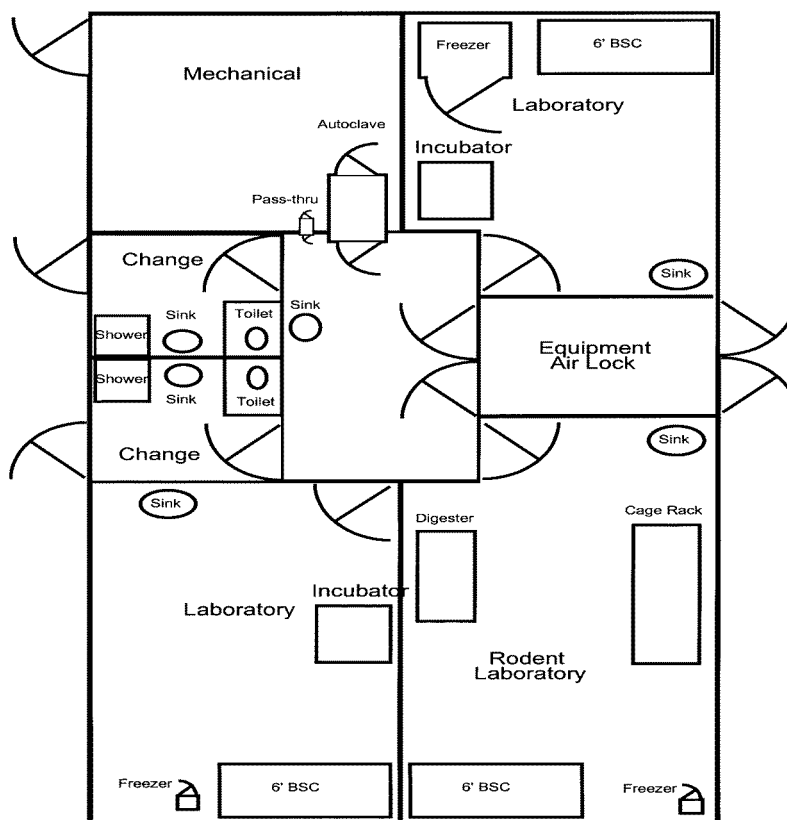 Freezer
6' BSC
Mechanical
Laboratory
Autoclave
Incubator
Pass-thru
Change
Sink
Sink
Toilet
Sink
Shower
Equipment
Air Lock
Shower
Sink
Toilet
Sink
Change
Sink
Digester
Cage Rack
Incubator
Laboratory
Rodent
Laboratory
Freezer
6' BSC
6' BSC
Freezer